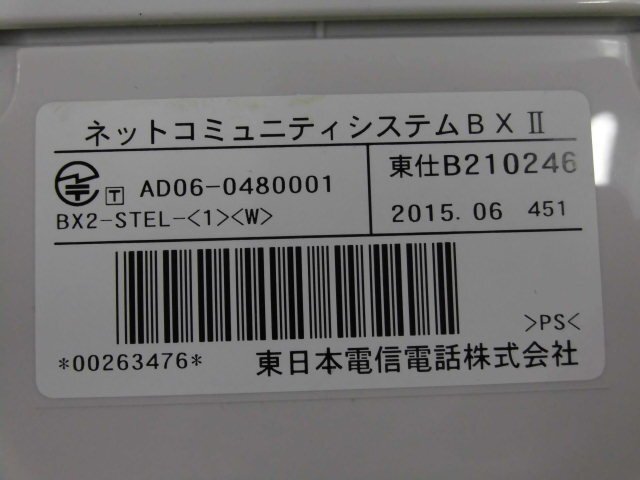 ネットコミュニティシステムBXⅡ
T AD06-0480001
東仕B210246
BX2-STEL-<1><W>
2015.06 451
*00263476*
>PS<
東日本電信電話株式会社